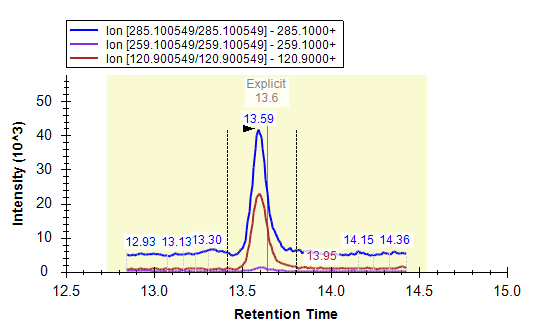 Ion [285.100549/285.100549] - 285.1000+
Ion [259.100549/259.100549] - 259.1000+
Ion [120.900549/120.900549] - 120.9000+
Explicit
13.6
13.59
12.93 13.13 13.30 13.95 14.15 14.36
50
40
30
20
10
0
Intensity (10^3)
12.5 13.0 13.5 14.0 14.5 15.0
Retention Time